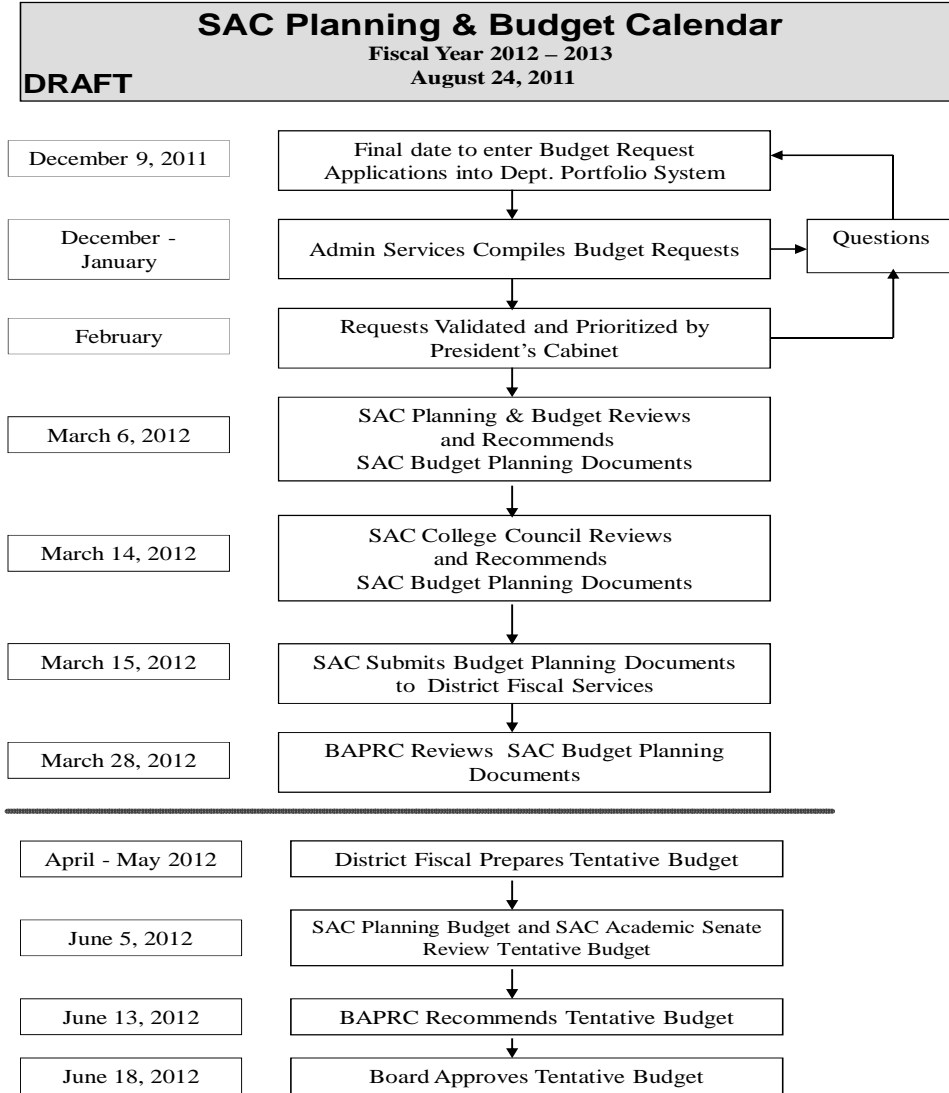 SAC Planning & Budget Calendar
Fiscal Year 2012 – 2013
August 24, 2011
DRAFT
December 9, 2011
Final date to enter Budget Request
Applications into Dept. Portfolio System
December -
January
Admin Services Compiles Budget Requests
Questions
February
Requests Validated and Prioritized by
President’s Cabinet
March 6, 2012
SAC Planning & Budget Reviews
and Recommends
SAC Budget Planning Documents
March 14, 2012
SAC College Council Reviews
and Recommends
SAC Budget Planning Documents
March 15, 2012
SAC Submits Budget Planning Documents
to District Fiscal Services
March 28, 2012
BAPRC Reviews SAC Budget Planning
Documents
April - May 2012
District Fiscal Prepares Tentative Budget
June 5, 2012
SAC Planning Budget and SAC Academic Senate
Review Tentative Budget
June 13, 2012
BAPRC Recommends Tentative Budget
June 18, 2012
Board Approves Tentative Budget